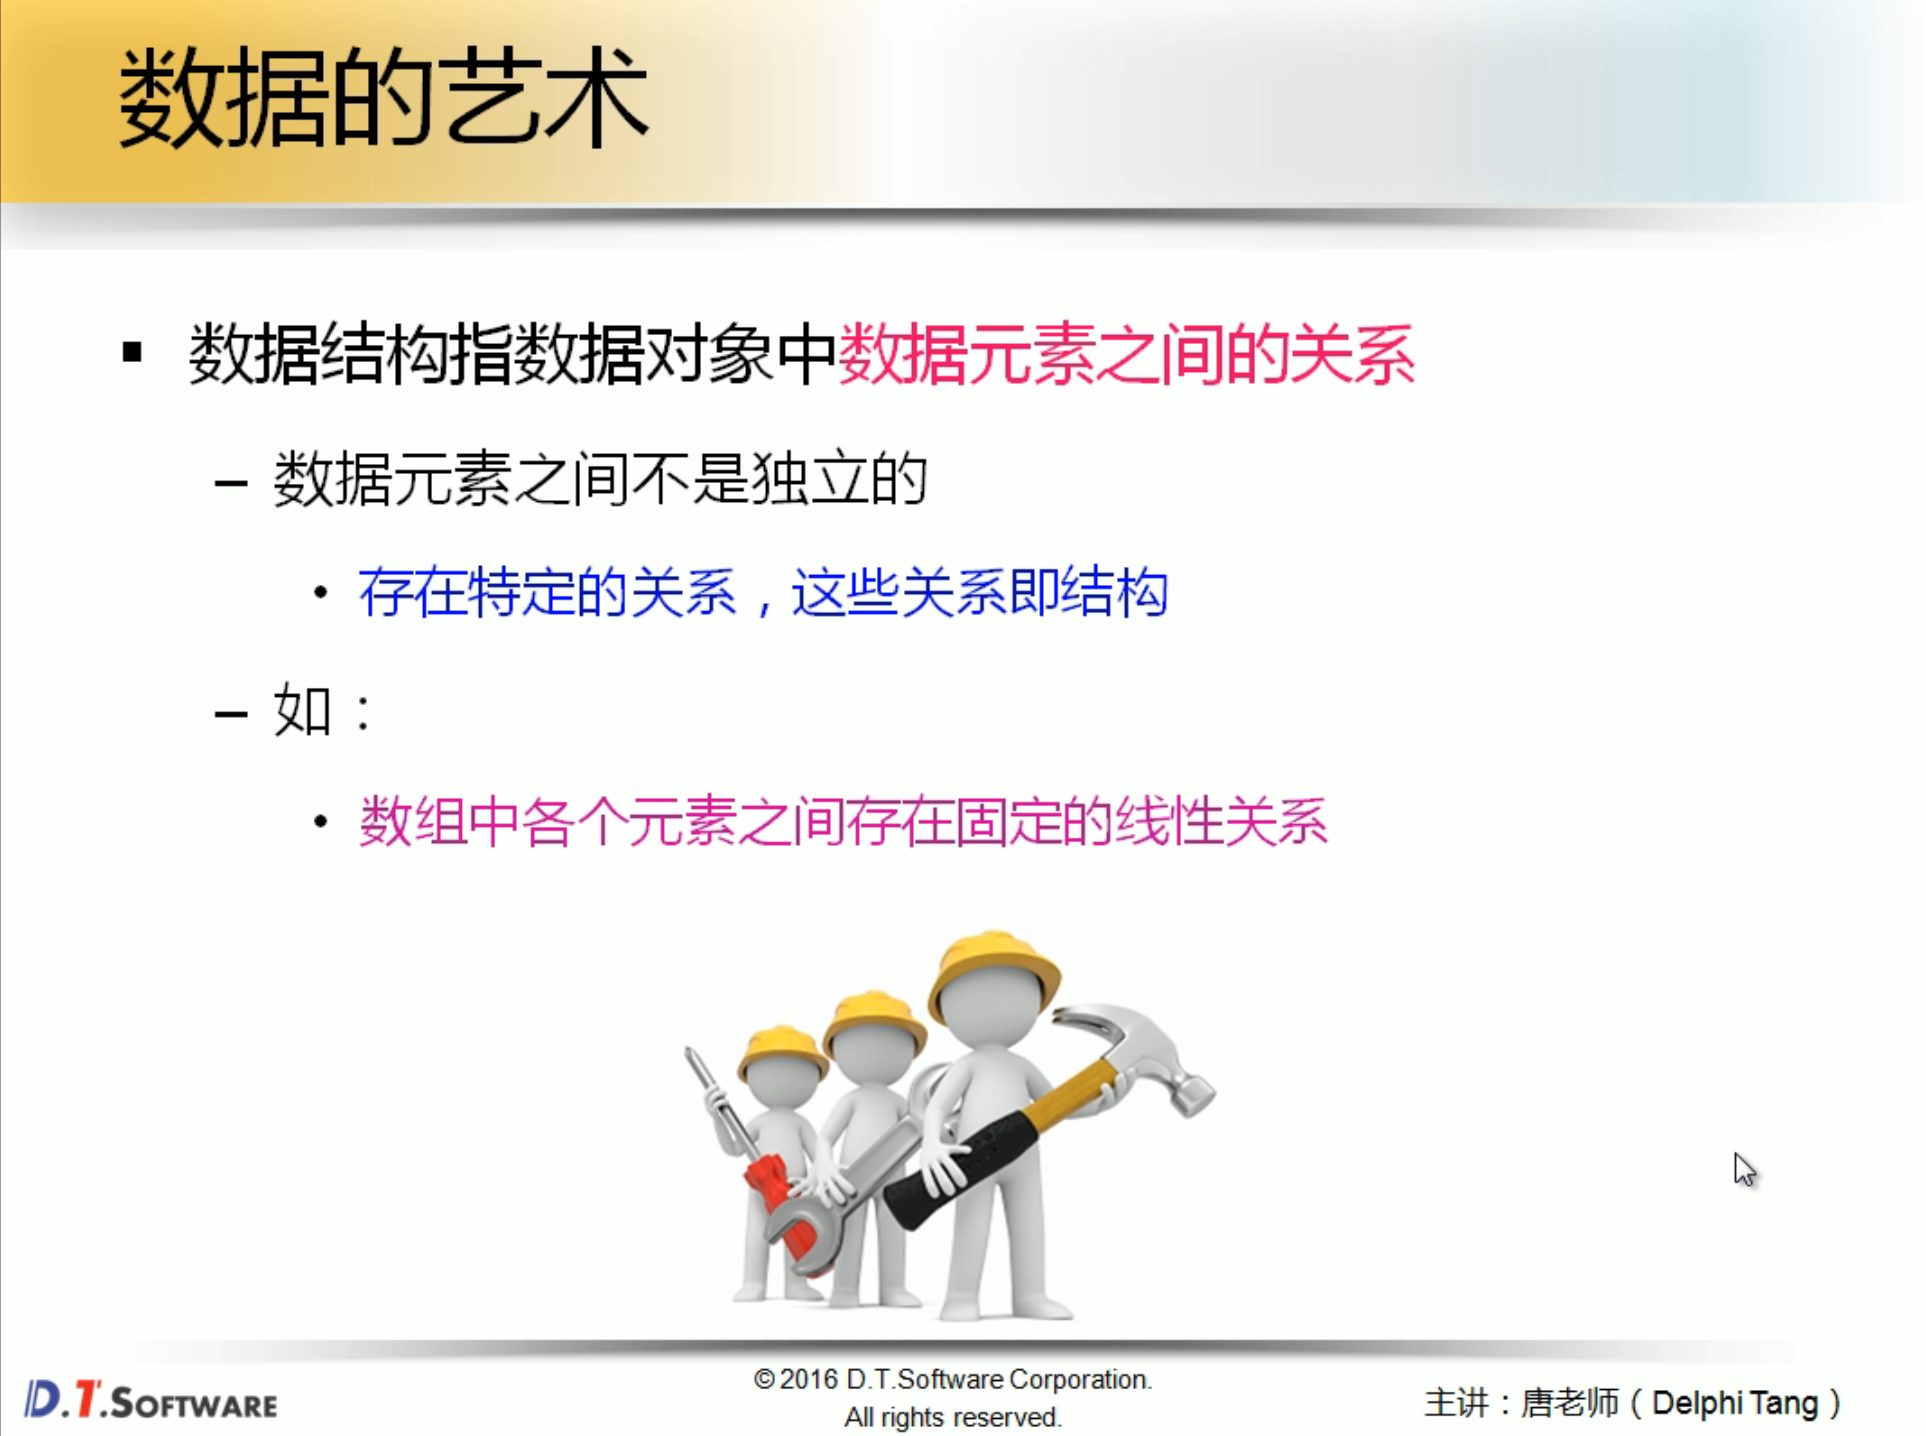 数据的艺术
▪ 数据结构指数据对象中数据元素之间的关系
– 数据元素之间不是独立的
• 存在特定的关系，这些关系即结构
– 如：
• 数组中各个元素之间存在固定的线性关系
D.T.SOFTWARE
© 2016 D.T.Software Corporation.
All rights reserved.
主讲：唐老师（Delphi Tang）